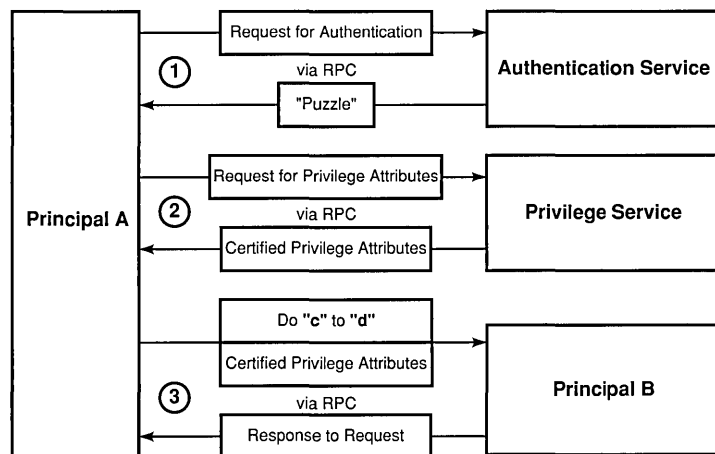 Request for Authentication
1
via RPC
Authentication Service
"Puzzle"
Request for Privilege Attributes
Principal A
2
via RPC
Privilege Service
Certified Privilege Attributes
Do "c" to "d"
Certified Privilege Attributes
3
via RPC
Principal B
Response to Request